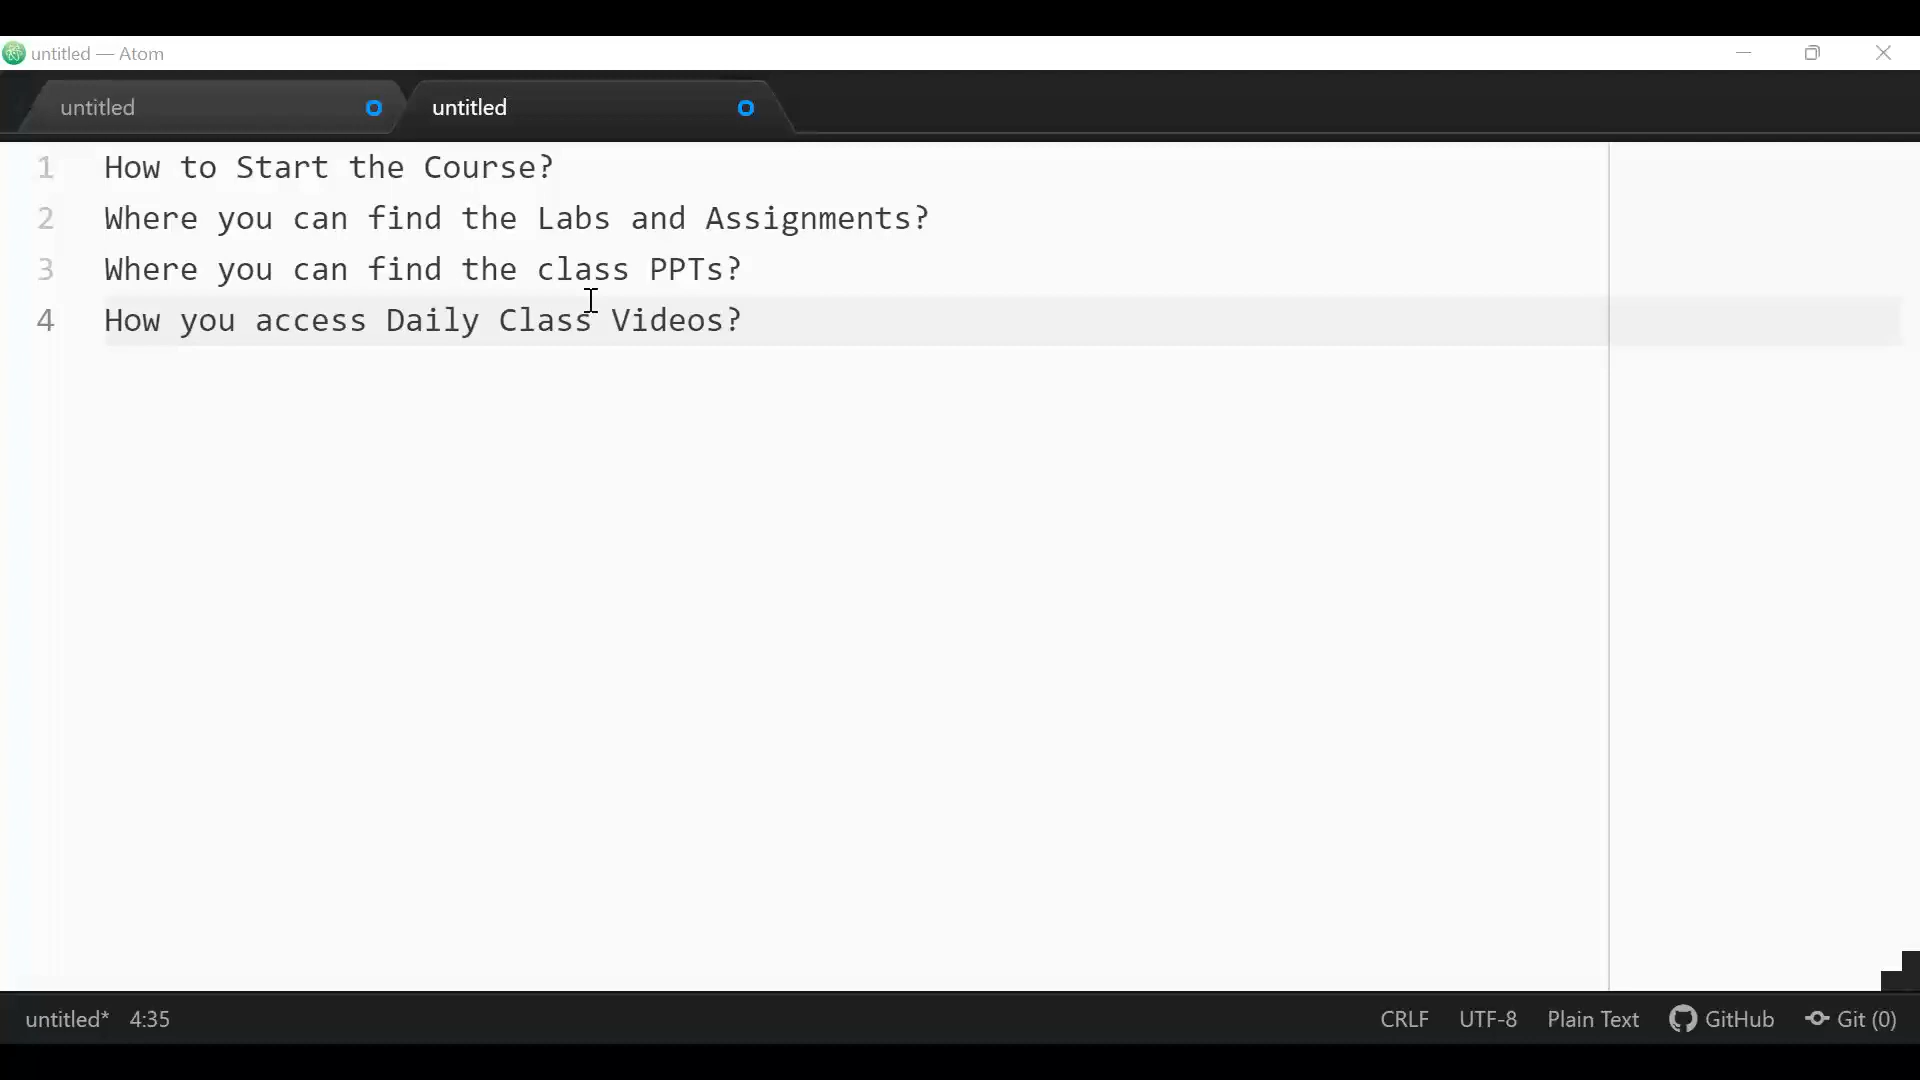 untitled — Atom
untitled untitled
1 How to Start the Course?
2 Where you can find the Labs and Assignments?
3 Where you can find the class PPTs?
4 How you access Daily Class Videos?
untitled* 4:35 CRLF UTF-8 Plain Text GitHub Git (0)